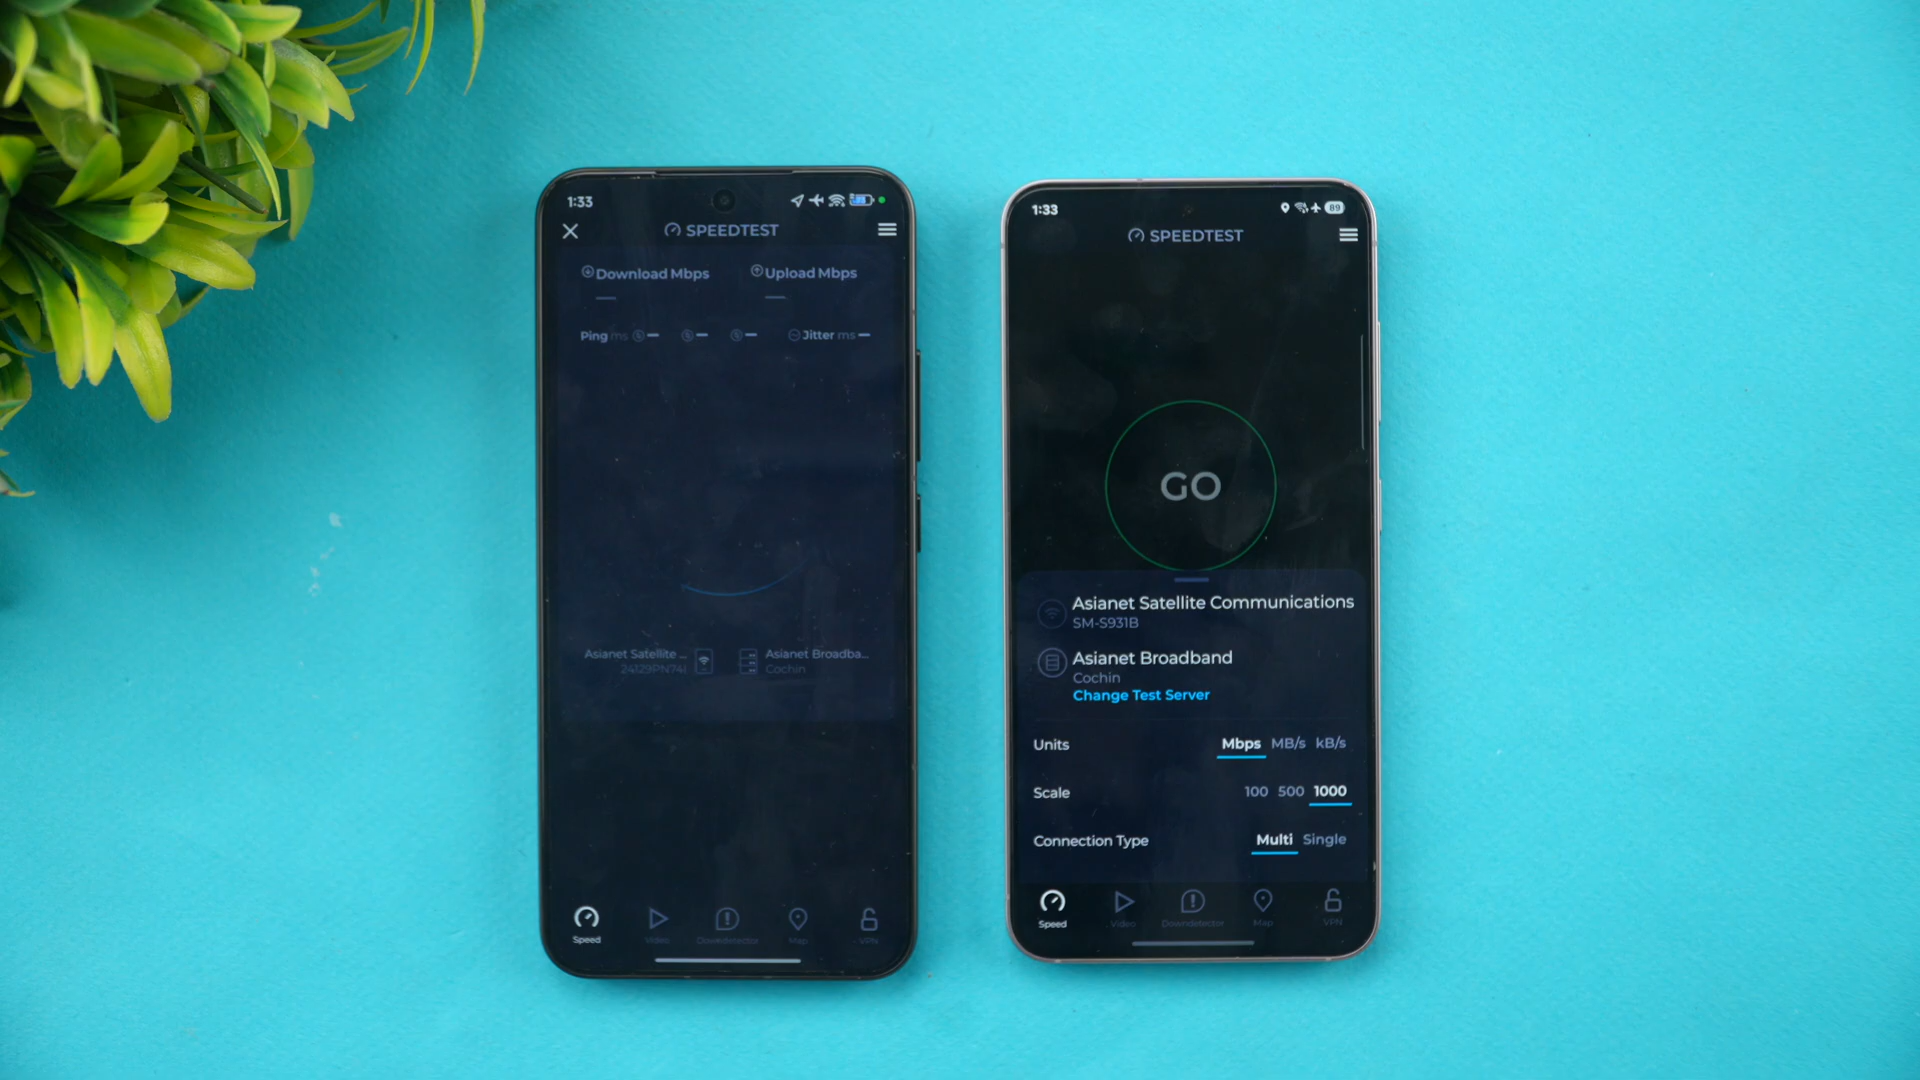 1:33
SPEEDTEST
Download Mbps Upload Mbps
Ping ms Jitter ms
Asianet Satellite ... Asianet Broadba...
24129PN74I Cochin
Speed Video Downdetector Map VPN
1:33 89
SPEEDTEST
GO
Asianet Satellite Communications
SM-S931B
Asianet Broadband
Cochin
Change Test Server
Units Mbps MB/s kB/s
Scale 100 500 1000
Connection Type Multi Single
Speed Video Downdetector Map VPN